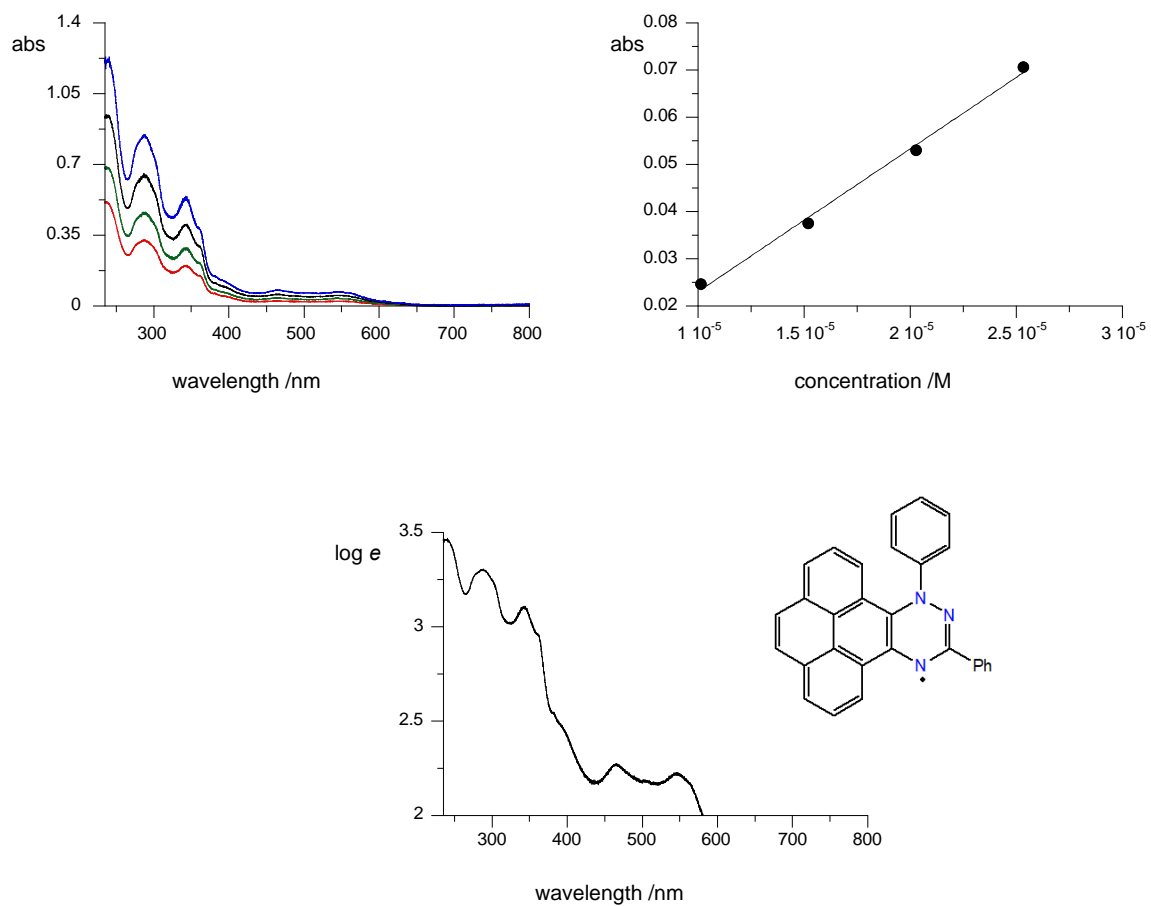 1.4
abs
1.05
0.7
0.35
0
300 400 500 600 700 800
wavelength /nm
0.08
abs
0.07
0.06
0.05
0.04
0.03
0.02
1 10⁻⁵ 1.5 10⁻⁵ 2 10⁻⁵ 2.5 10⁻⁵ 3 10⁻⁵
concentration /M
3.5
log e
3
2.5
2
300 400 500 600 700 800
wavelength /nm
N
N
N
Ph